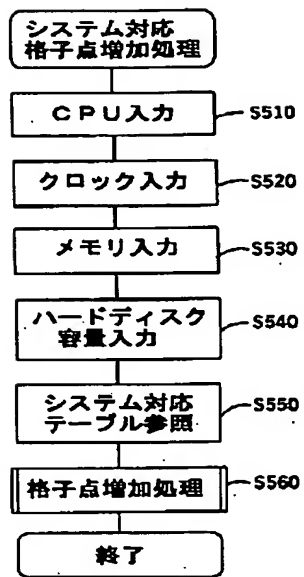 システム対応
格子点増加処理
CPU入力
S510
クロック入力
S520
メモリ入力
S530
ハードディスク
容量入力
S540
システム対応
テーブル参照
S550
格子点増加処理
S560
終了